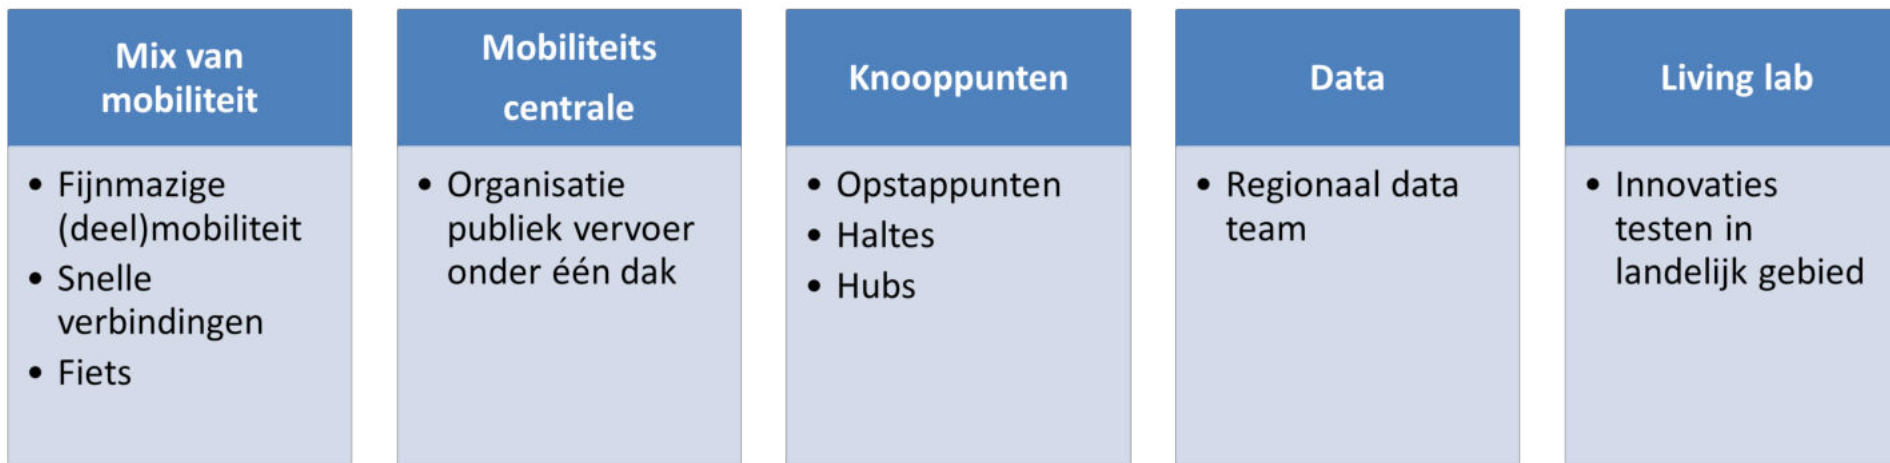 Mix van
mobiliteit
• Fijnmazige
(deel)mobiliteit
• Snelle
verbindingen
• Fiets
Mobiliteits
centrale
• Organisatie
publiek vervoer
onder één dak
Knooppunten
• Opstappunten
• Haltes
• Hubs
Data
• Regionaal data
team
Living lab
• Innovaties
testen in
landelijk gebied